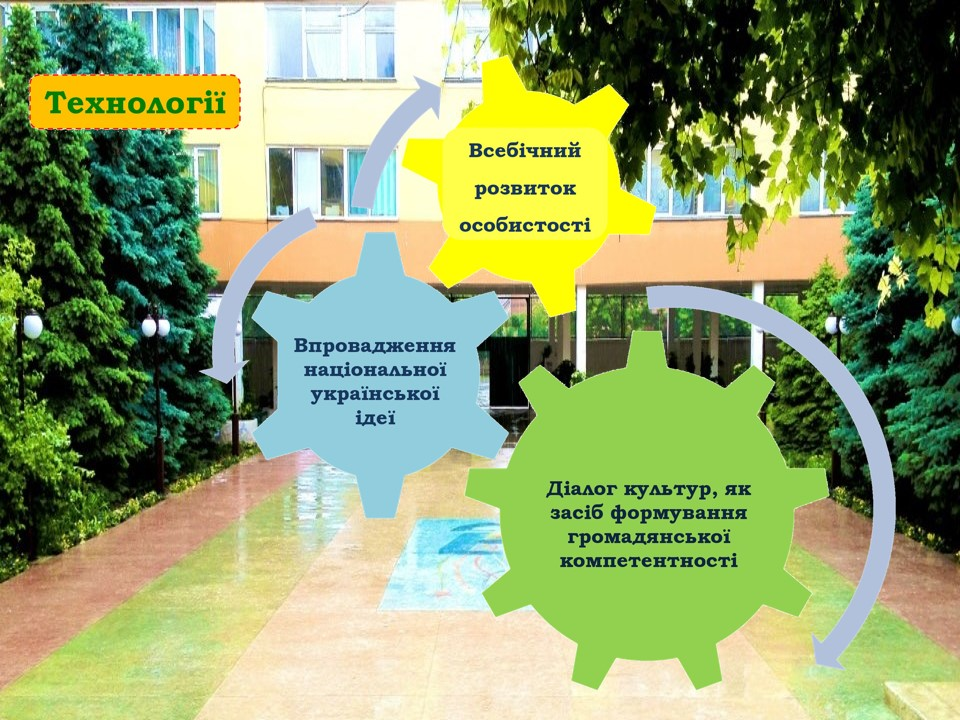 Технології
Всебічний
розвиток
особистості
Впровадження
національної
української
ідеї
Діалог культур, як
засіб формування
громадянської
компетентності